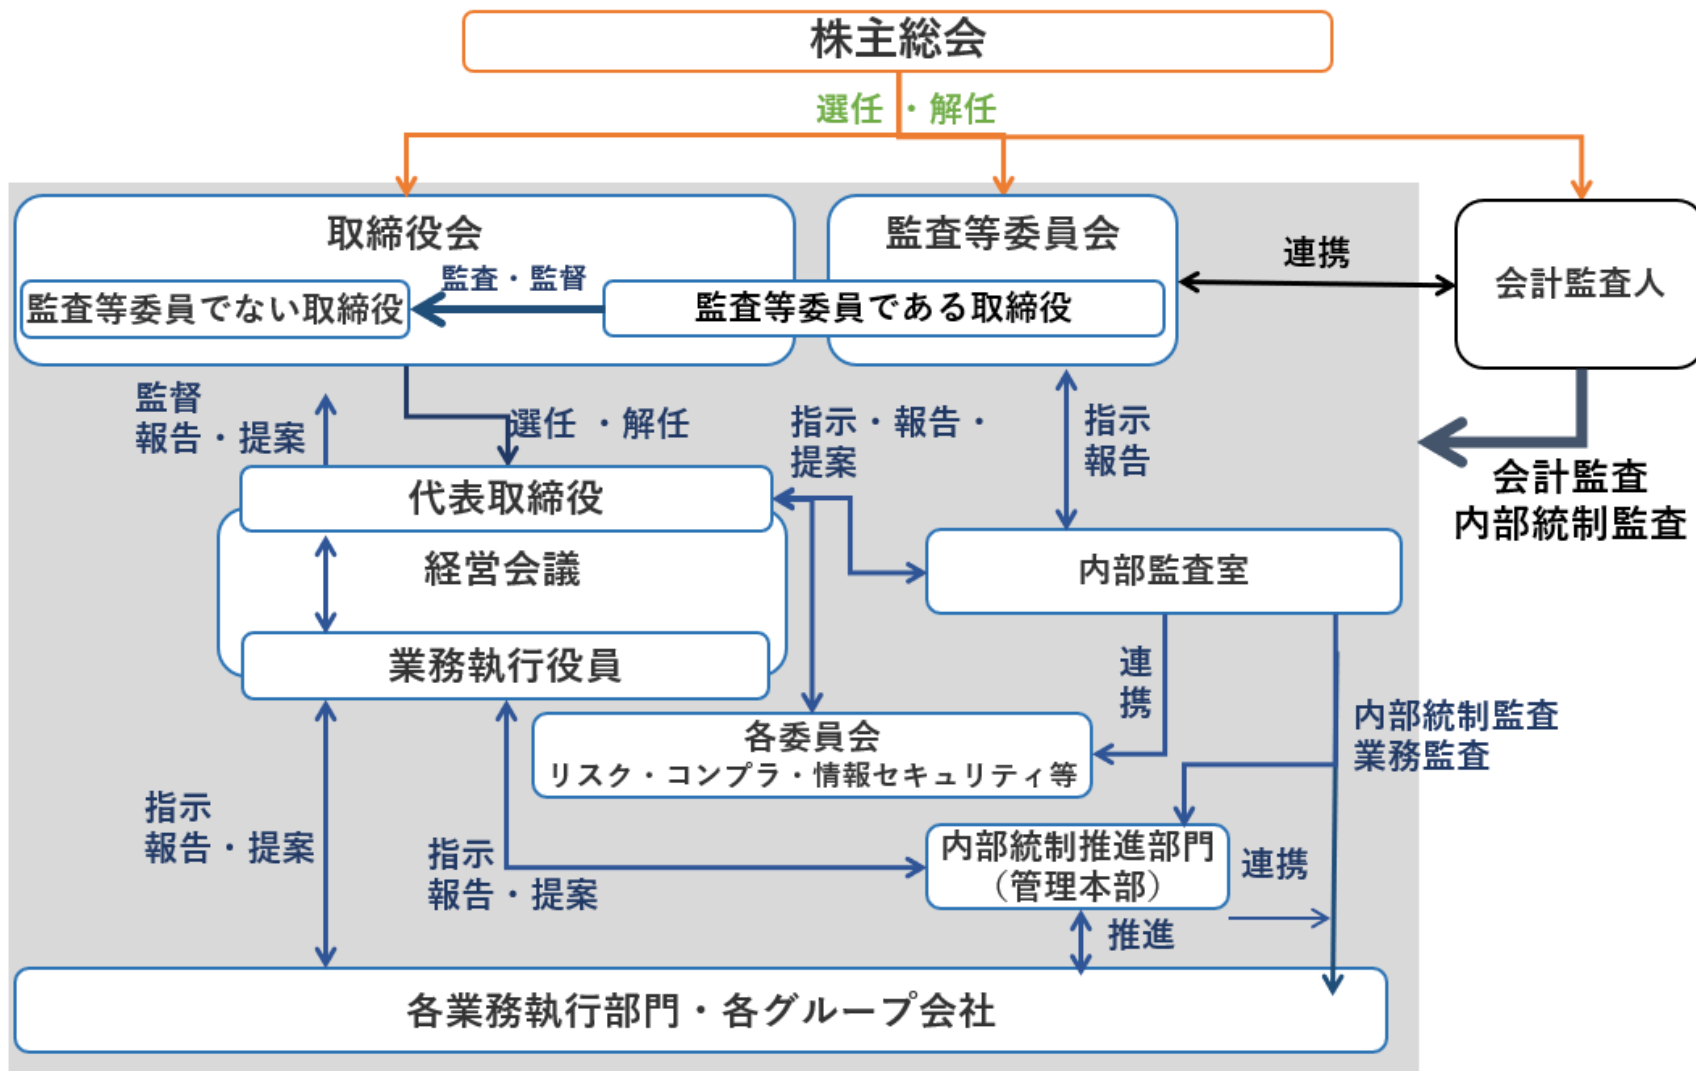 株主総会
選任 ・解任
取締役会
監査等委員会
連携
会計監査人
監査・監督
監査等委員でない取締役
監査等委員である取締役
監督
報告・提案
選任 ・解任
指示・報告・
提案
指示
報告
会計監査
内部統制監査
代表取締役
経営会議
内部監査室
業務執行役員
連
携
内部統制監査
業務監査
各委員会
リスク・コンプラ・情報セキュリティ等
指示
報告・提案
指示
報告・提案
内部統制推進部門
（管理本部）
連携
推進
各業務執行部門・各グループ会社